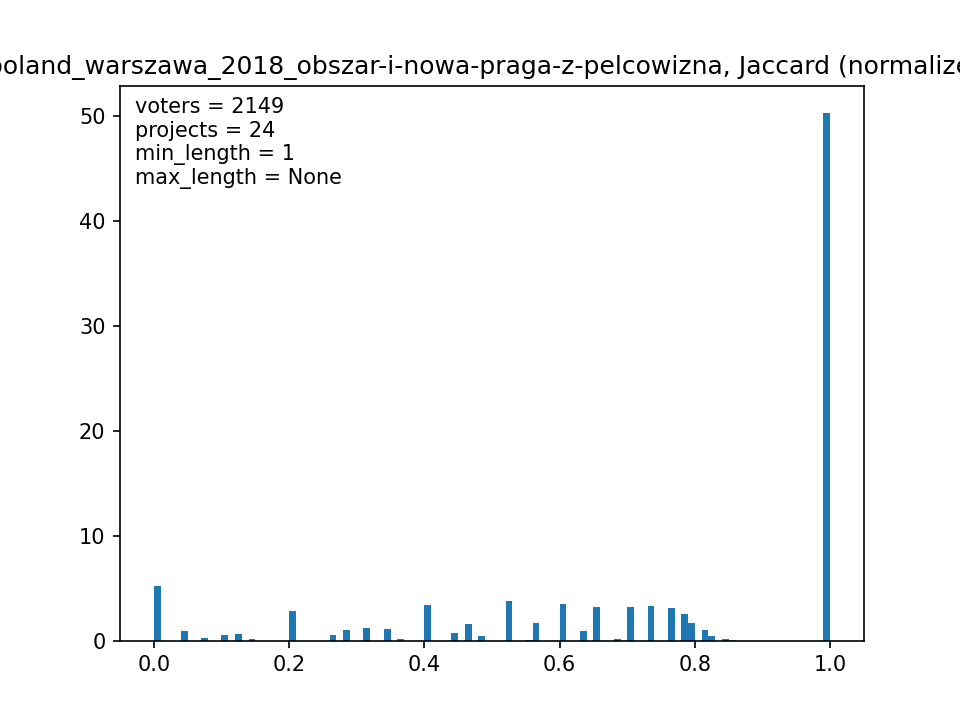 poland_warszawa_2018_obszar-i-nowa-praga-z-pelcowizna, Jaccard (normalize
voters = 2149
projects = 24
min_length = 1
max_length = None
50
40
30
20
10
0
0.0 0.2 0.4 0.6 0.8 1.0